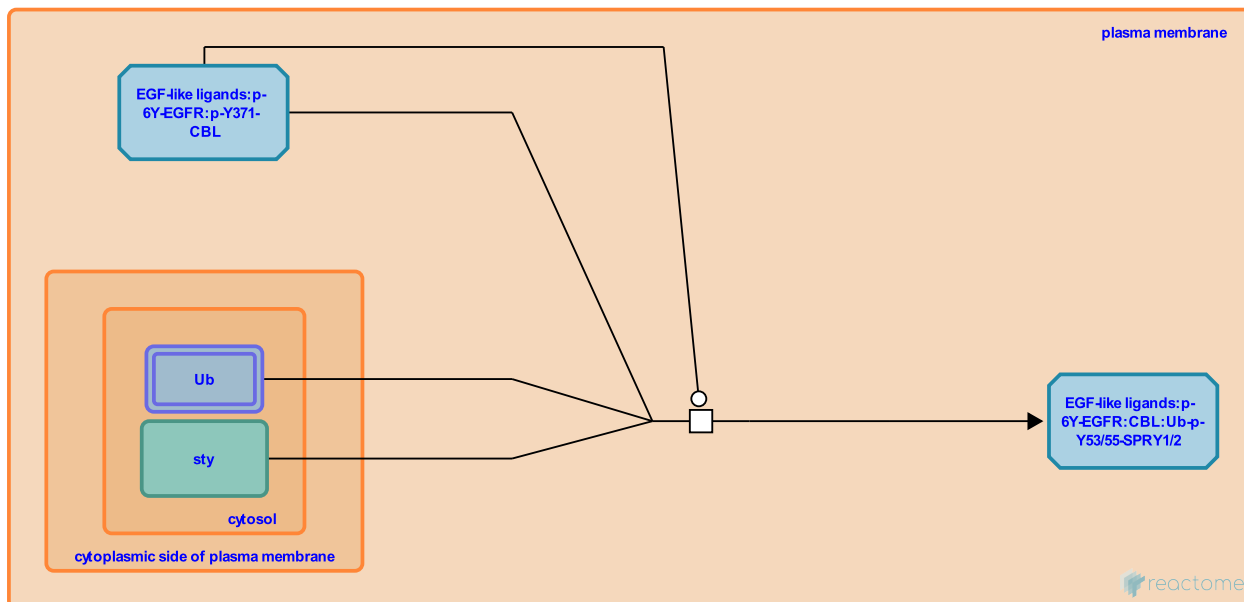 plasma membrane
EGF-like ligands:p-
6Y-EGFR:p-Y371-
CBL
Ub
sty
cytosol
cytoplasmic side of plasma membrane
EGF-like ligands:p-
6Y-EGFR:CBL:Ub-p-
Y53/55-SPRY1/2
reactome